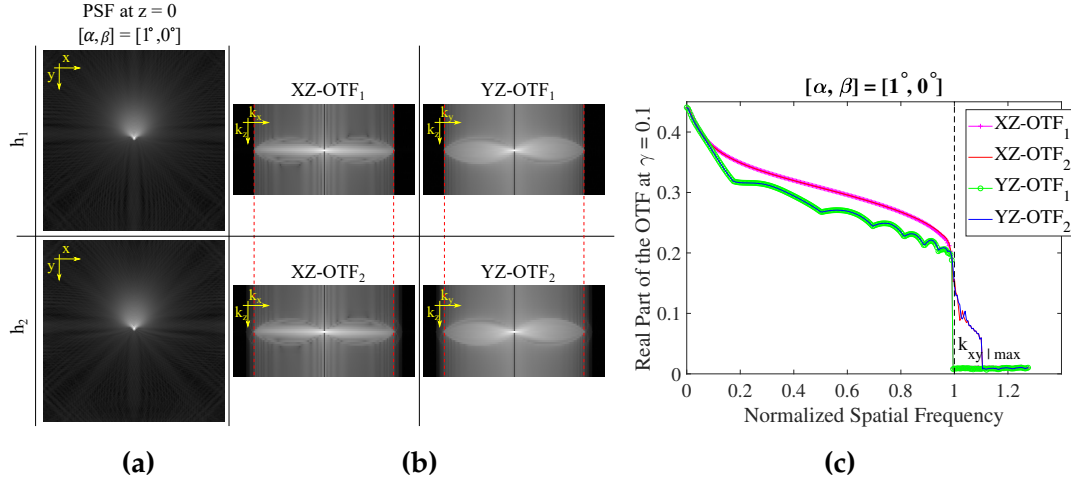 PSF at z = 0
[α,β] = [1°,0°]
x
y
h1
XZ-OTF1
kx
kz
YZ-OTF1
ky
kz
x
y
h2
XZ-OTF2
kx
kz
YZ-OTF2
ky
kz
(a)
(b)
[α, β] = [1°, 0°]
Real Part of the OTF at γ = 0.1
0.4
0.3
0.2
0.1
0
0
0.2
0.4
0.6
0.8
1
1.2
Normalized Spatial Frequency
XZ-OTF1
XZ-OTF2
YZ-OTF1
YZ-OTF2
kxy | max
(c)